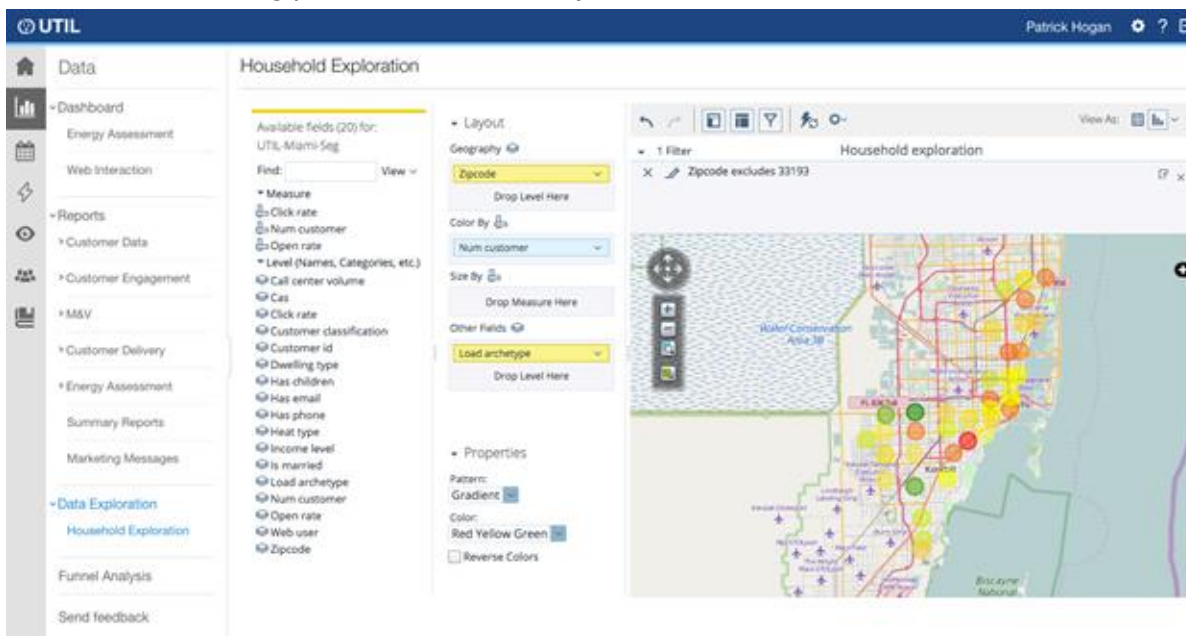 UTIL
Patrick Hogan
?
Data
Dashboard
Energy Assessment
Web Interaction
Reports
Customer Data
Customer Engagement
M&V
Customer Delivery
Energy Assessment
Summary Reports
Marketing Messages
Data Exploration
Household Exploration
Funnel Analysis
Send feedback
Household Exploration
Available fields (20) for:
UTIL-Miami-Seg
Find:
View
Measure
Click rate
Num customer
Open rate
Level (Names, Categories, etc.)
Call center volume
Cas
Click rate
Customer classification
Customer id
Dwelling type
Has children
Has email
Has phone
Heat type
Income level
Is married
Load archetype
Num customer
Open rate
Web user
Zipcode
Layout
Geography
Zipcode
Drop Level Here
Color By
Num customer
Size By
Drop Measure Here
Other Fields
Load archetype
Drop Level Here
Properties
Pattern:
Gradient
Color:
Red Yellow Green
Reverse Colors
View As:
1 Filter
Household exploration
Zipcode excludes 33193
Water Conservation
Area 3B
Biscayne
National